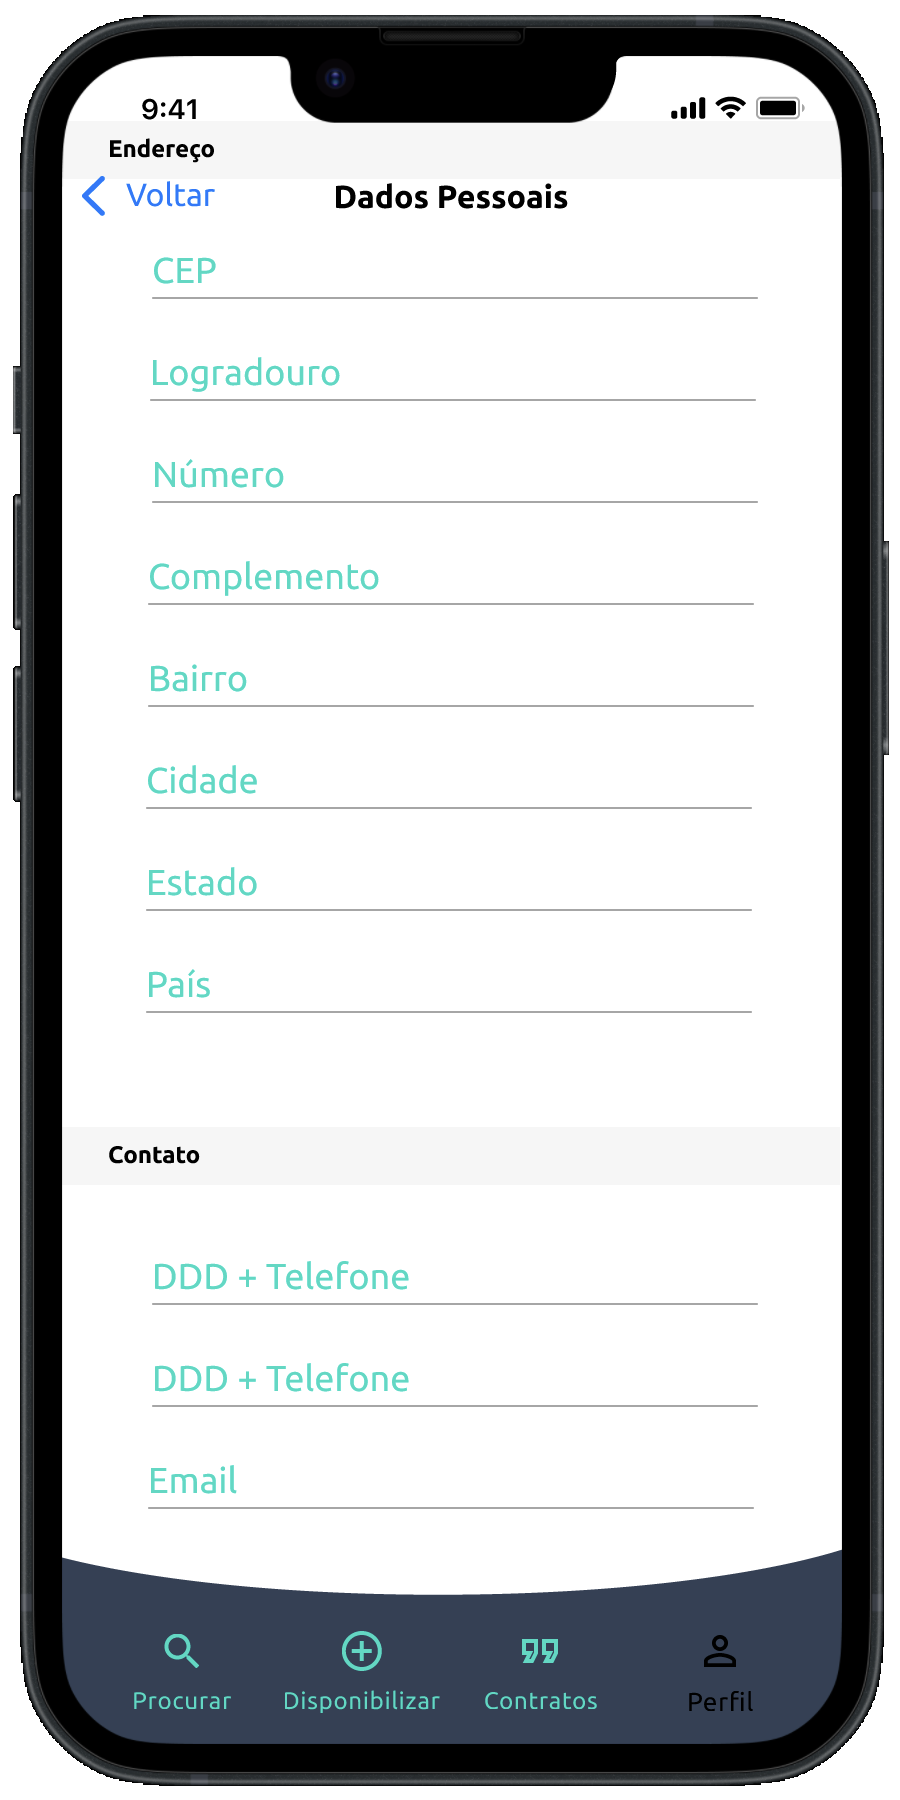 9:41
Endereço
Voltar
Dados Pessoais
CEP
Logradouro
Número
Complemento
Bairro
Cidade
Estado
País
Contato
DDD + Telefone
DDD + Telefone
Email
Procurar Disponibilizar Contratos Perfil